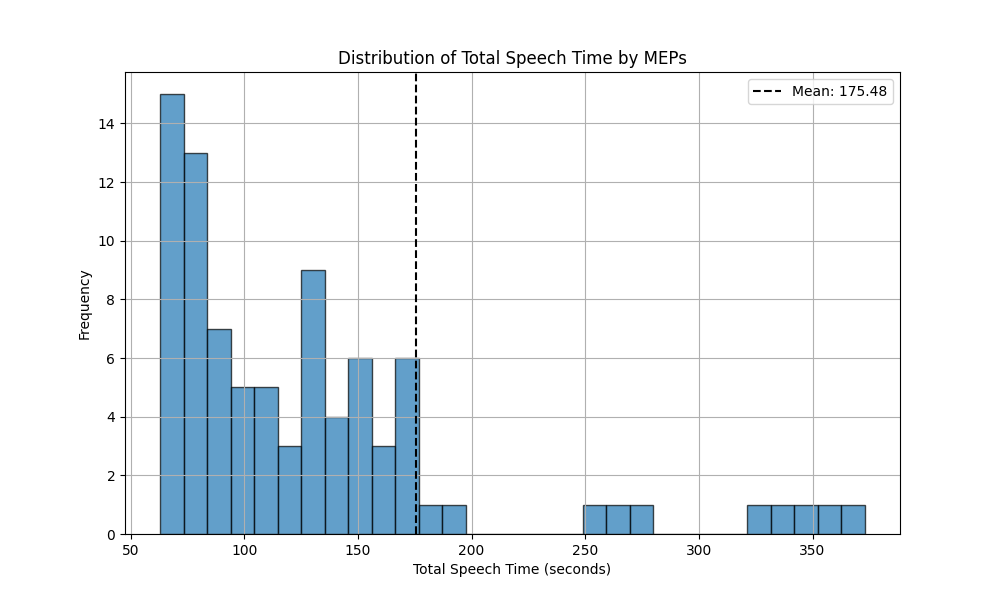 Distribution of Total Speech Time by MEPs
Mean: 175.48
Frequency
14
12
10
8
6
4
2
0
50 100 150 200 250 300 350
Total Speech Time (seconds)